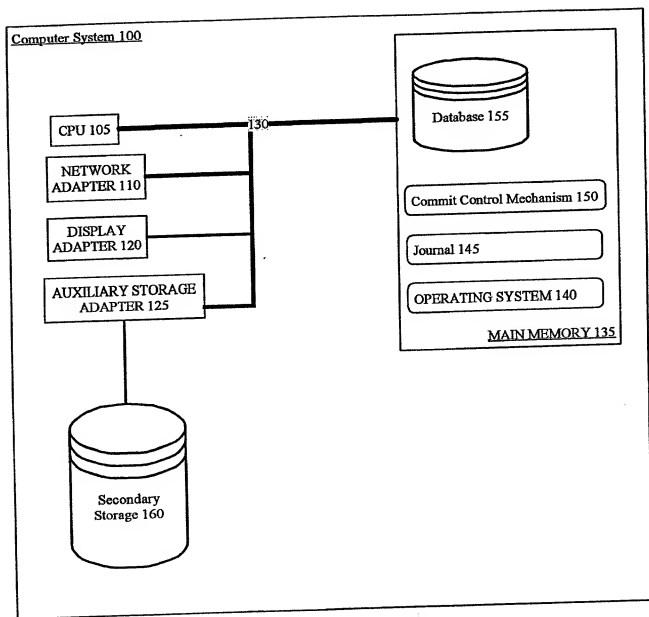 Computer System 100
CPU 105
130
NETWORK
ADAPTER 110
DISPLAY
ADAPTER 120
AUXILIARY STORAGE
ADAPTER 125
Secondary
Storage 160
Database 155
Commit Control Mechanism 150
Journal 145
OPERATING SYSTEM 140
MAIN MEMORY 135